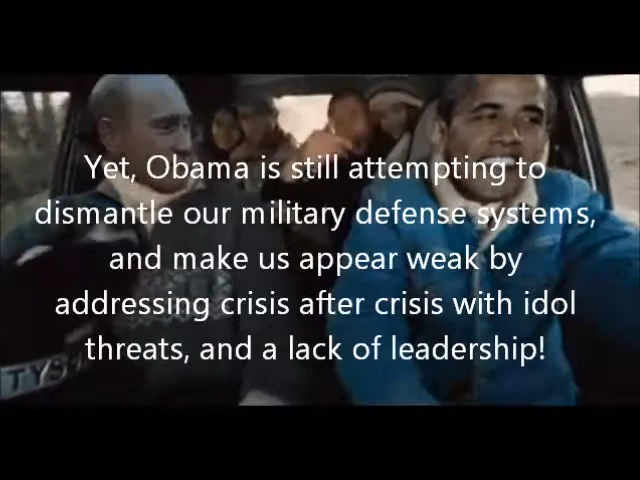 Yet, Obama is still attempting to
dismantle our military defense systems,
and make us appear weak by
addressing crisis after crisis with idol
threats, and a lack of leadership!
TYS